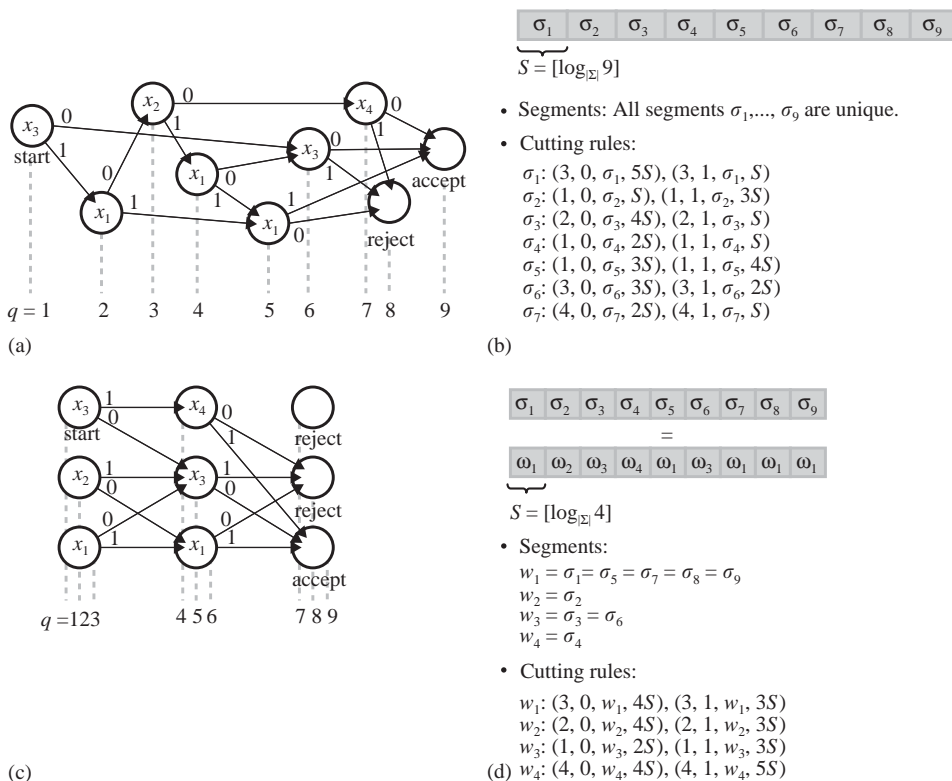 0
x₂
0
x₄
0
1
1
x₃
0
0
x₃
start
1
0
x₁
0
1
accept
1
1
x₁
1
x₁
0
reject
q = 1
2
3
4
5
6
7
8
9
(a)
σ₁ σ₂ σ₃ σ₄ σ₅ σ₆ σ₇ σ₈ σ₉
S = [log|Σ| 9]
• Segments: All segments σ₁,..., σ₉ are unique.
• Cutting rules:
σ₁: (3, 0, σ₁, 5S), (3, 1, σ₁, S)
σ₂: (1, 0, σ₂, S), (1, 1, σ₂, 3S)
σ₃: (2, 0, σ₃, 4S), (2, 1, σ₃, S)
σ₄: (1, 0, σ₄, 2S), (1, 1, σ₄, S)
σ₅: (1, 0, σ₅, 3S), (1, 1, σ₅, 4S)
σ₆: (3, 0, σ₆, 3S), (3, 1, σ₆, 2S)
σ₇: (4, 0, σ₇, 2S), (4, 1, σ₇, S)
(b)
x₃
1
0
x₄
0
1
start
reject
x₂
1
0
x₃
1
0
reject
x₁
0
1
x₁
0
1
accept
q =123
4 5 6
7 8 9
(c)
σ₁ σ₂ σ₃ σ₄ σ₅ σ₆ σ₇ σ₈ σ₉
=
ω₁ ω₂ ω₃ ω₄ ω₁ ω₃ ω₁ ω₁ ω₁
S = [log|Σ| 4]
• Segments:
w₁ = σ₁= σ₅ = σ₇ = σ₈ = σ₉
w₂ = σ₂
w₃ = σ₃ = σ₆
w₄ = σ₄
• Cutting rules:
w₁: (3, 0, w₁, 4S), (3, 1, w₁, 3S)
w₂: (2, 0, w₂, 4S), (2, 1, w₂, 3S)
w₃: (1, 0, w₃, 2S), (1, 1, w₃, 3S)
w₄: (4, 0, w₄, 4S), (4, 1, w₄, 5S)
(d)